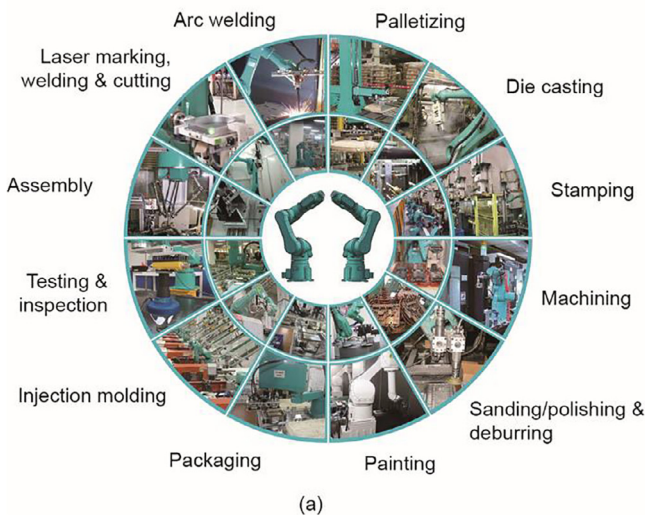 Arc welding
Palletizing
Laser marking,
welding & cutting
Die casting
Assembly
Stamping
Testing &
inspection
Machining
Injection molding
Sanding/polishing &
deburring
Packaging
Painting
(a)